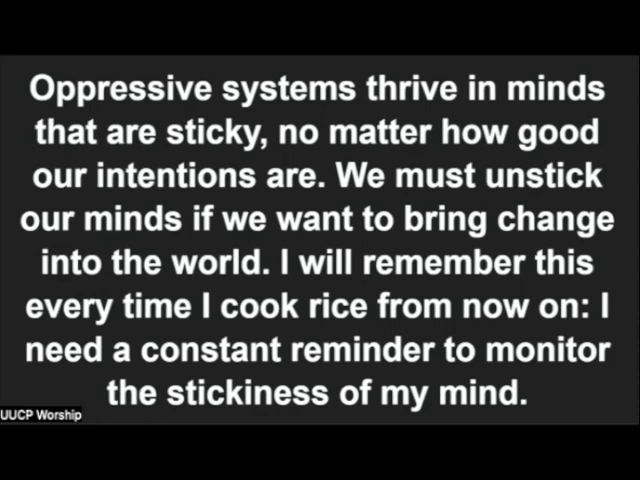 Oppressive systems thrive in minds
that are sticky, no matter how good
our intentions are. We must unstick
our minds if we want to bring change
into the world. I will remember this
every time I cook rice from now on: I
need a constant reminder to monitor
the stickiness of my mind.
UUCP Worship